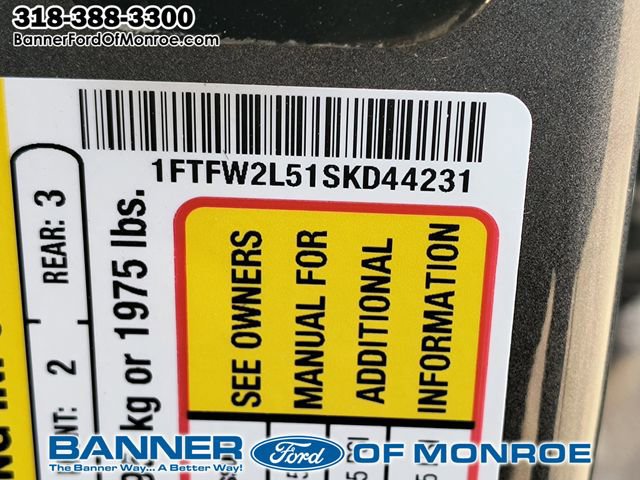 318-388-3300
BannerFordOfMonroe.com
1FTFW2L51SKD44231
REAR: 3
2
kg or 1975 lbs.
SEE OWNERS
MANUAL FOR
ADDITIONAL
INFORMATION
BANNER Ford OF MONROE
The Banner Way... A Better Way!